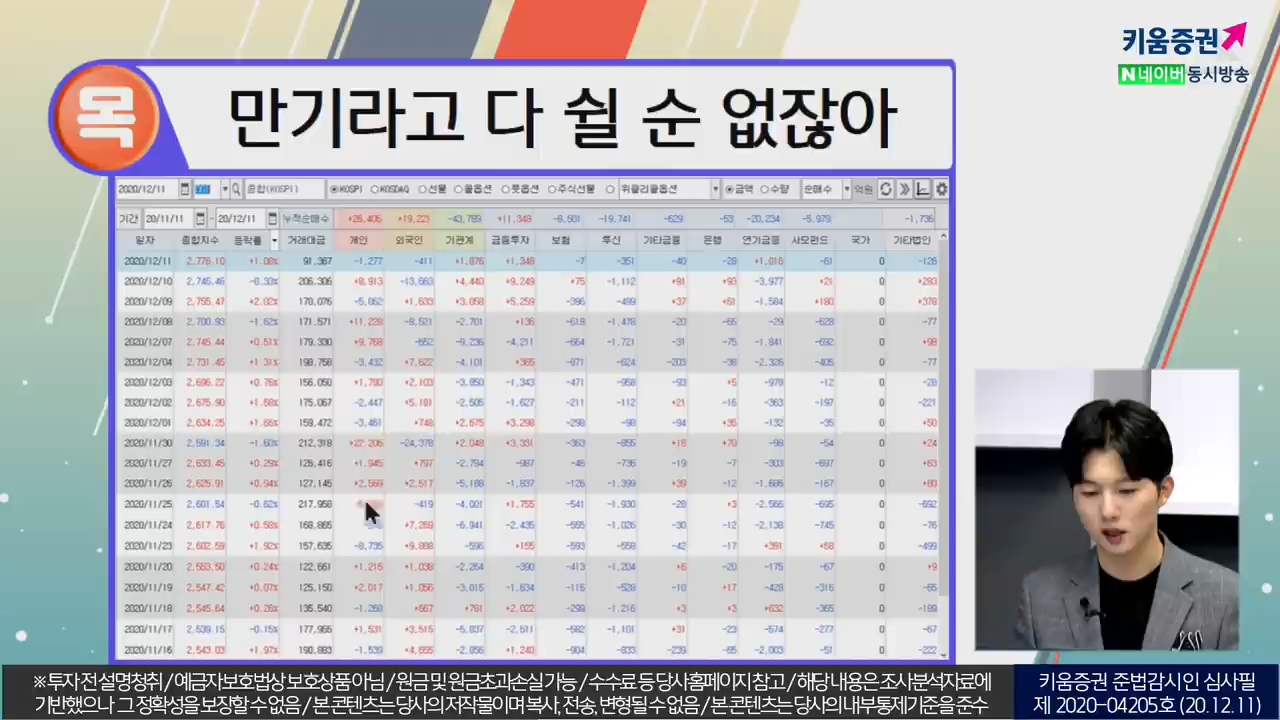 키움증권
N 네이버 동시방송
목
만기라고 다 쉴 순 없잖아
2020/12/11 종합(KOSPI) KOSPI KOSDAQ 선물 콜옵션 풋옵션 주식선물 위클리콜옵션 금액 수량 순매수 억원
기간 20/11/11 - 20/12/11 누적순매수 +26,405 +19,221 -43,789 +11,348 -8,501 -19,741 -629 -53 -20,234 -5,979 -1,736
일자 종합지수 등락률 거래대금 개인 외국인 기관계 금융투자 보험 투신 기타금융 은행 연기금등 사모펀드 국가 기타법인
2020/12/11 2,776.10 91,367 -1,277 -411 +1,876 +1,348 -7 -351 -40 -28 +1,016 -61 0 -126
2020/12/10 2,746.46 -0.33% 206,306 +8,913 -13,663 +4,440 +9,249 +75 -1,112 +91 +93 -3,977 +21 0 +283
2020/12/09 2,755.47 +2.02% 170,076 -5,062 +1,633 +3,058 +5,259 -396 -499 +37 +61 -1,584 +180 0 +378
2020/12/08 2,700.93 -1.62% 171,571 +11,228 -8,521 -2,701 +136 -618 -1,478 -20 -65 -29 -628 0 -77
2020/12/07 2,745.44 +0.51% 179,330 +9,768 -652 -9,236 -4,211 -664 -1,721 -31 -75 -1,841 -692 0 +98
2020/12/04 2,731.45 +1.31% 198,758 -3,432 +7,622 -4,101 +365 -871 -624 -203 -38 -2,326 -405 0 -77
2020/12/03 2,696.22 +0.76% 156,050 +1,780 +2,103 -3,850 -1,343 -471 -958 -93 +5 -978 -12 0 -28
2020/12/02 2,675.90 +1.58% 175,067 -2,447 +5,181 -2,505 -1,627 -211 -112 +21 -16 -363 -197 0 -221
2020/12/01 2,634.25 +1.66% 159,472 -3,461 +748 +2,675 +3,298 -298 -98 -94 +35 -132 -35 0 +50
2020/11/30 2,591.34 -1.60% 212,318 +22,205 -24,378 +2,048 +3,331 -363 -855 +18 +70 -98 -54 0 +24
2020/11/27 2,633.45 +0.29% 126,416 +1,945 +797 -2,794 -987 -46 -736 -19 -7 -303 -697 0 +63
2020/11/26 2,625.91 +0.94% 127,145 +2,569 +2,517 -5,188 -1,837 -126 -1,399 +39 -12 -1,686 -167 0 +80
2020/11/25 2,601.54 -0.62% 217,958 -419 -4,001 +1,755 -541 -1,930 -28 +3 -2,566 -695 0 -692
2020/11/24 2,617.76 +0.58% 168,865 +7,269 -6,941 -2,435 -555 -1,026 -30 -12 -2,138 -745 0 -76
2020/11/23 2,602.59 +1.92% 157,635 -8,735 +9,888 -596 +155 -593 -558 -42 -17 +391 +68 0 -499
2020/11/20 2,553.50 +0.24% 122,661 +1,215 +1,038 -2,264 -390 -413 -1,204 +6 -20 -175 -67 0 +9
2020/11/19 2,547.42 +0.07% 125,150 +2,017 +1,056 -3,015 -1,634 -115 -528 -10 +17 -428 -316 0 -65
2020/11/18 2,545.64 +0.26% 135,540 -1,268 +667 +781 +2,022 -299 -1,216 +3 +3 +632 -365 0 -189
2020/11/17 2,539.15 -0.15% 177,955 +1,531 +3,515 -5,037 -2,511 -582 -1,101 +31 -23 -574 -277 0 -67
2020/11/16 2,543.03 +1.97% 190,883 -1,539 +4,655 -2,856 +1,240 -904 -833 -239 -65 -2,003 -51 0 -222
※ 투자 전 설명청취 / 예금자보호법상 보호상품 아님 / 원금 및 원금초과손실 가능 / 수수료 등 당사홈페이지 참고 / 해당 내용은 조사분석자료에
기반했으나 그 정확성을 보장할 수 없음 / 본 콘텐츠는 당사의 저작물이며 복사, 전송, 변형될 수 없음 / 본 콘텐츠는 당사의 내부통제기준을 준수
키움증권 준법감시인 심사필
제 2020-04205호 (20.12.11)